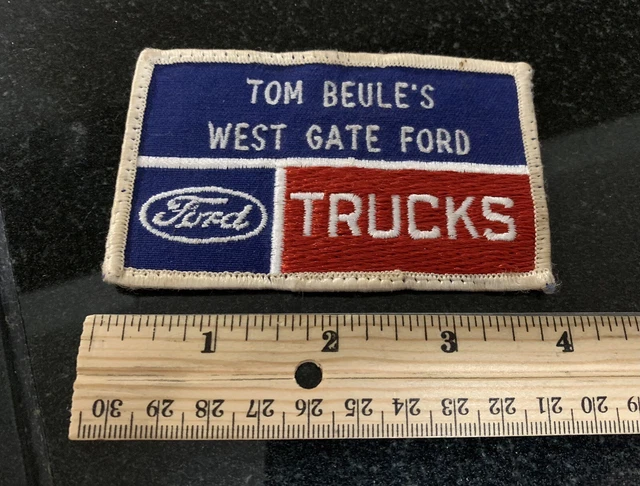 TOM BEULE'S
WEST GATE FORD
Ford
TRUCKS
1 2 3 4
30 29 28 27 26 25 24 23 22 21 20 19